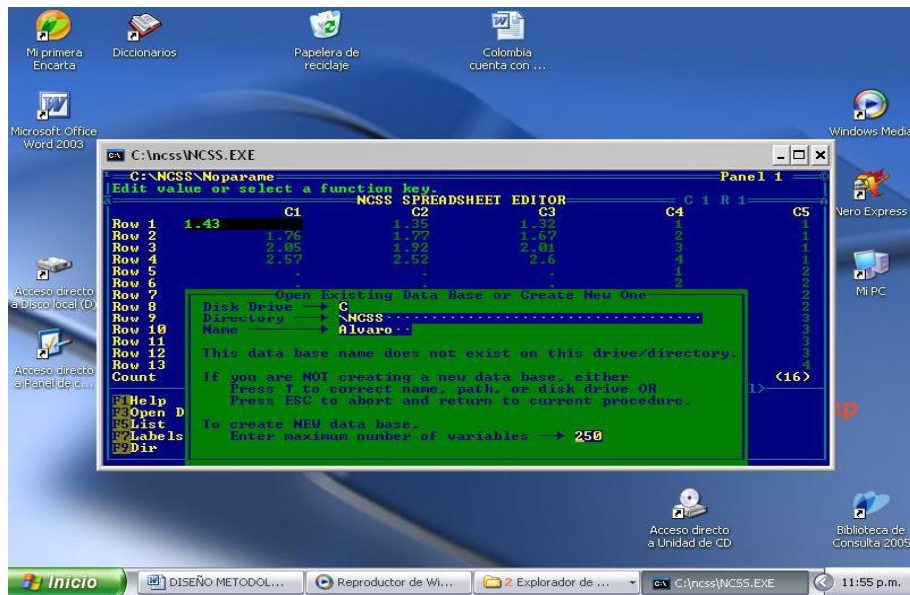 Mi primera
Encarta
Diccionarios
Papelera de
reciclaje
Colombia
cuenta con ...
Microsoft Office
Word 2003
Windows Media
Nero Express
Acceso directo
a Disco local (D)
Mi PC
Acceso directo
a Panel de c...
C:\ncss\NCSS.EXE
C:\NCSS\Noparame
Panel 1
Edit value or select a function key.
NCSS SPREADSHEET EDITOR
C 1 R 1
C1 C2 C3 C4 C5
Row 1 1.43 1.35 1.32 1 1
Row 2 1.76 1.77 1.67 2 1
Row 3 2.05 1.92 2.01 3 1
Row 4 2.57 2.52 2.6 4 1
Row 5 . . . 1 2
Row 6 . . . 2 2
Row 7 2
Row 8 2
Row 9 3
Row 10 3
Row 11 3
Row 12 3
Row 13 4
Count <16>
Open Existing Data Base or Create New One
Disk Drive → C
Directory → \NCSS
Name → Alvaro
This data base name does not exist on this drive/directory.
If you are NOT creating a new data base, either
Press ↑ to correct name, path, or disk drive OR
Press ESC to abort and return to current procedure.
To create NEW data base,
Enter maximum number of variables → 250
F1Help
F3Open D
F5List
F7Labels
F9Dir
xp
Acceso directo
a Unidad de CD
Biblioteca de
Consulta 2005
Inicio
DISEÑO METODOL...
Reproductor de Wi...
2 Explorador de ...
C:\ncss\NCSS.EXE
11:55 p.m.